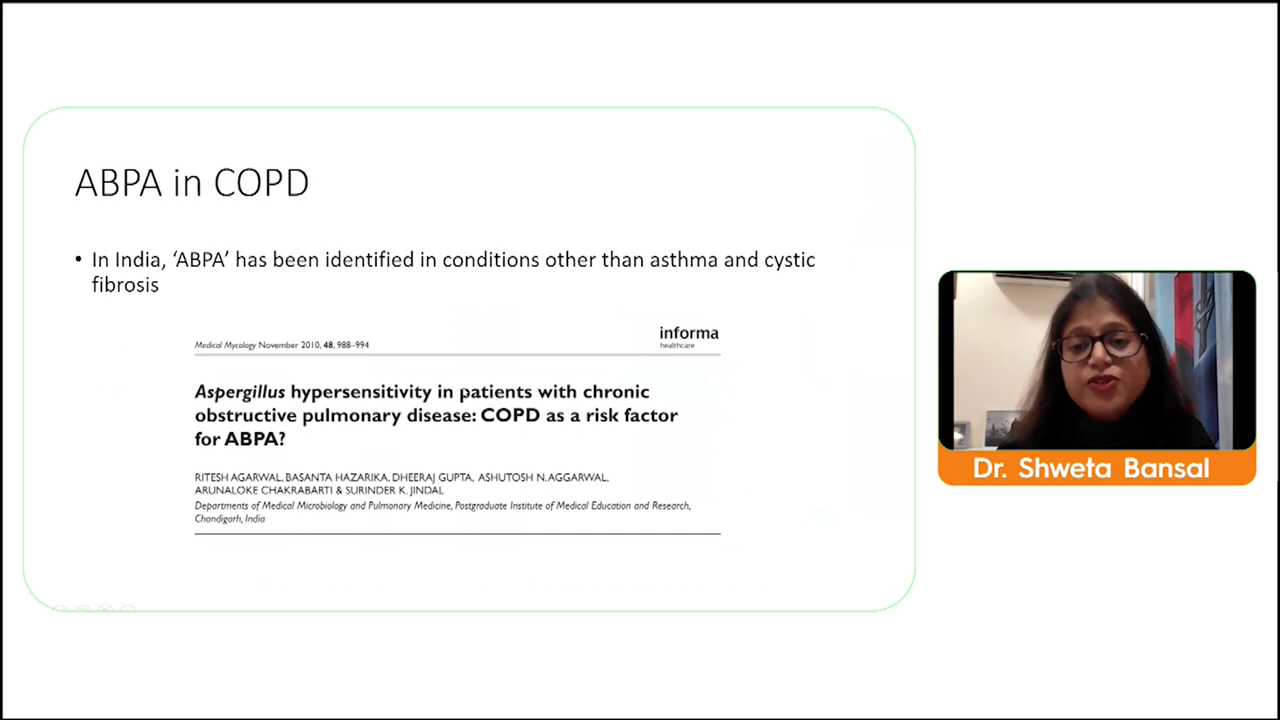 ABPA in COPD
• In India, ‘ABPA’ has been identified in conditions other than asthma and cystic
fibrosis
Medical Mycology November 2010, 48, 988–994
informa
healthcare
Aspergillus hypersensitivity in patients with chronic
obstructive pulmonary disease: COPD as a risk factor
for ABPA?
RITESH AGARWAL, BASANTA HAZARIKA, DHEERAJ GUPTA, ASHUTOSH N. AGGARWAL,
ARUNALOKE CHAKRABARTI & SURINDER K. JINDAL
Departments of Medical Microbiology and Pulmonary Medicine, Postgraduate Institute of Medical Education and Research,
Chandigarh, India
Dr. Shweta Bansal